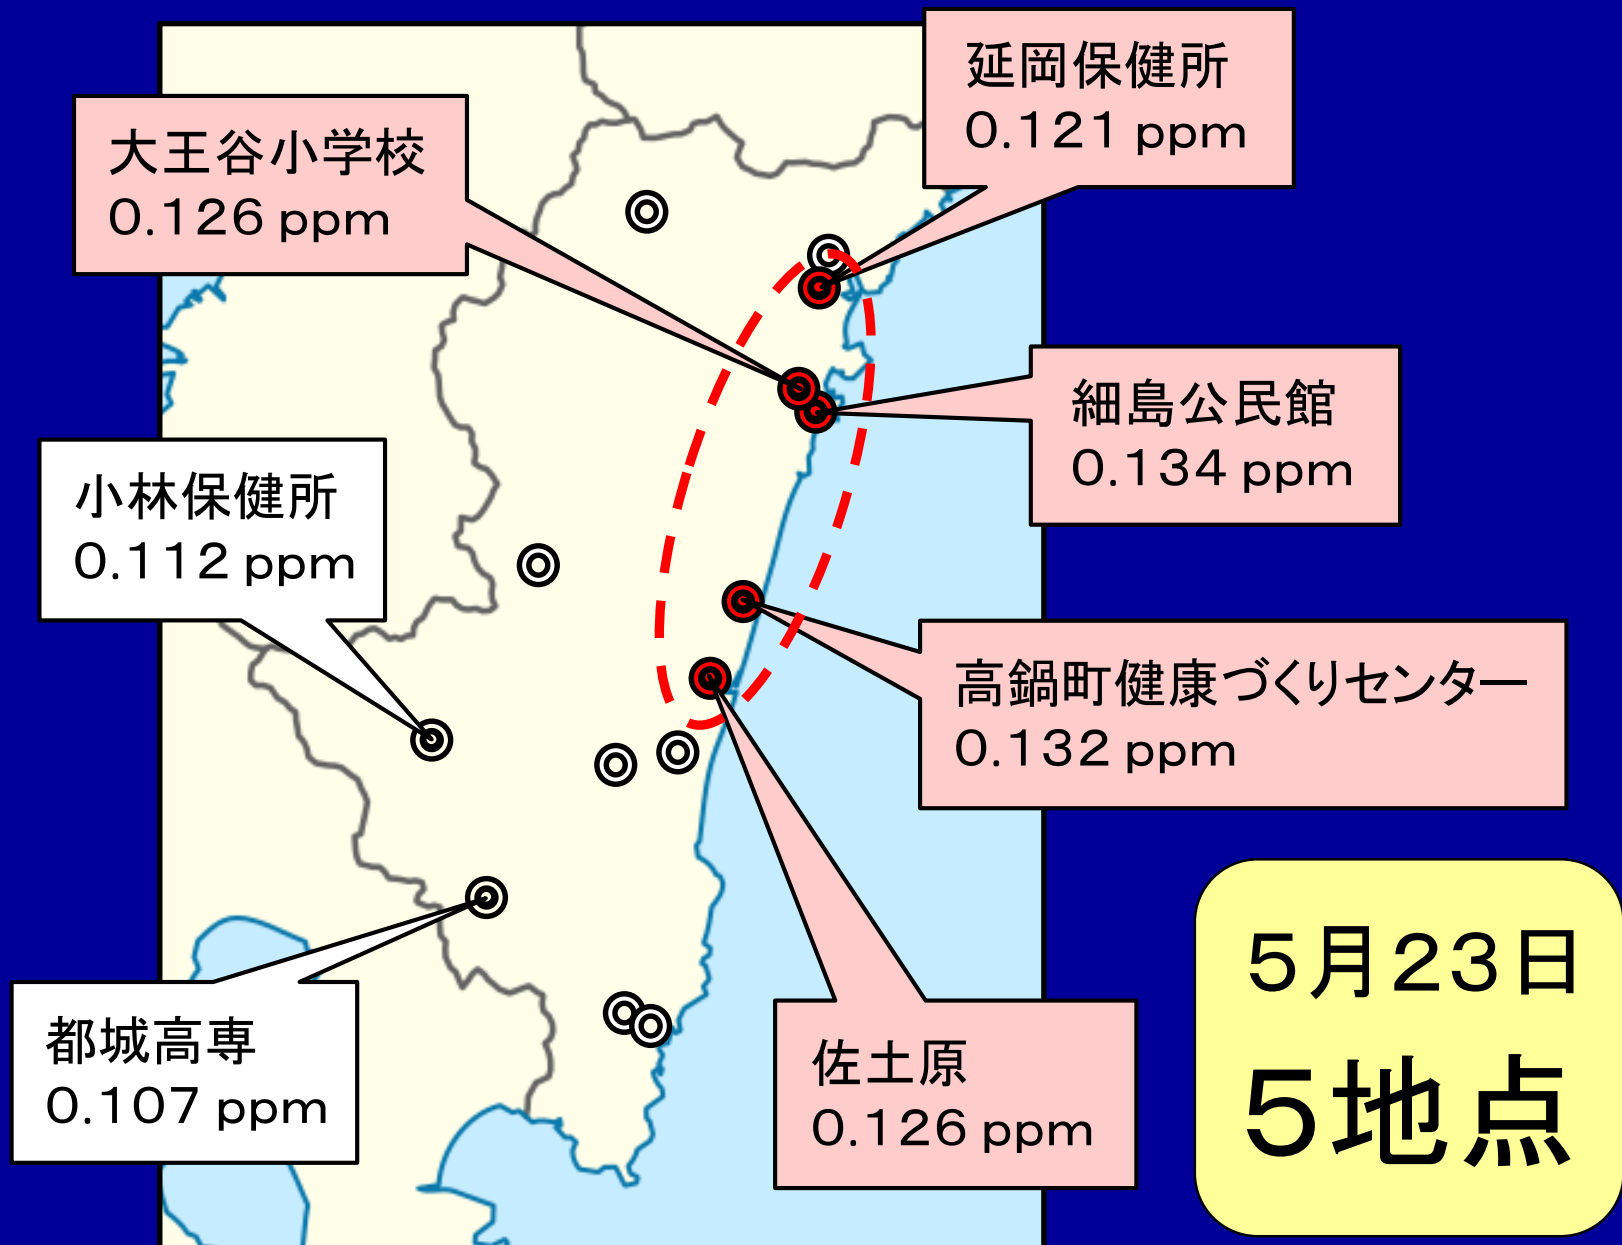 延岡保健所
0.121 ppm
大王谷小学校
0.126 ppm
細島公民館
0.134 ppm
小林保健所
0.112 ppm
高鍋町健康づくりセンター
0.132 ppm
都城高専
0.107 ppm
佐土原
0.126 ppm
5月23日
5地点